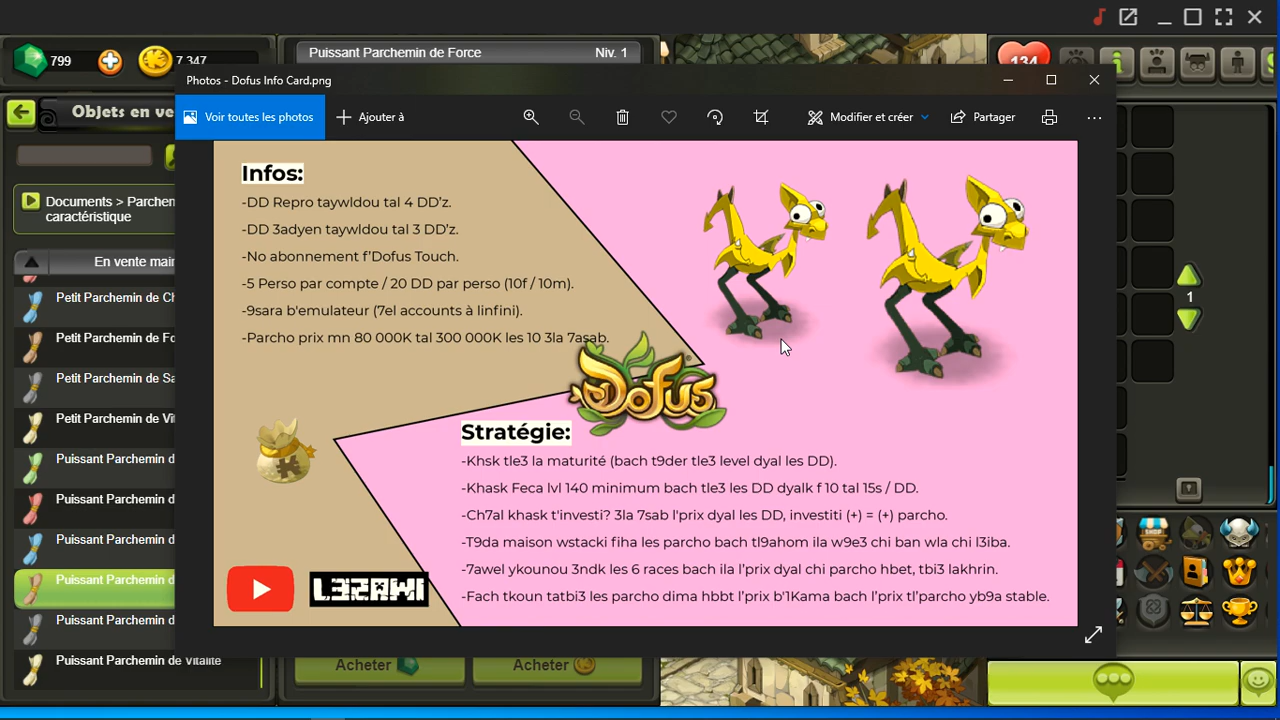 799
7 347
Puissant Parchemin de Force
Niv. 1
134
Photos - Dofus Info Card.png
Objets en ve
Voir toutes les photos
Ajouter à
Modifier et créer
Partager
Documents > Parchem
caractéristique
En vente main
Petit Parchemin de Ch
Petit Parchemin de Fo
Petit Parchemin de Sa
Petit Parchemin de Vit
Puissant Parchemin d
Puissant Parchemin d
Puissant Parchemin d
Puissant Parchemin d
Puissant Parchemin d
Puissant Parchemin de Vitalité
Infos:
-DD Repro taywldou tal 4 DD'z.
-DD 3adyen taywldou tal 3 DD'z.
-No abonnement f'Dofus Touch.
-5 Perso par compte / 20 DD par perso (10f / 10m).
-9sara b'emulateur (7el accounts à linfini).
-Parcho prix mn 80 000K tal 300 000K les 10 3la 7asab.
DOFUS
Stratégie:
-Khsk tle3 la maturité (bach t9der tle3 level dyal les DD).
-Khask Feca lvl 140 minimum bach tle3 les DD dyalk f 10 tal 15s / DD.
-Ch7al khask t'investi? 3la 7sab l'prix dyal les DD, investiti (+) = (+) parcho.
-T9da maison wstacki fiha les parcho bach tl9ahom ila w9e3 chi ban wla chi l3iba.
-7awel ykounou 3ndk les 6 races bach ila l'prix dyal chi parcho hbet, tbi3 lakhrin.
-Fach tkoun tatbi3 les parcho dima hbbt l'prix b'1Kama bach l'prix tl'parcho yb9a stable.
K
L3ZAWI
1
Acheter
Acheter